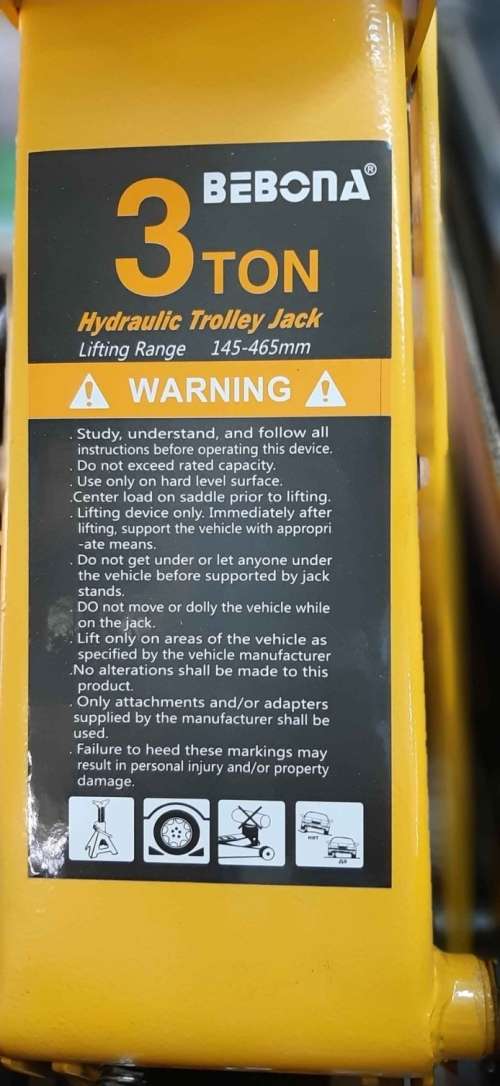 BEBONA®
3 TON
Hydraulic Trolley Jack
Lifting Range 145-465mm
WARNING
. Study, understand, and follow all
instructions before operating this device.
. Do not exceed rated capacity.
. Use only on hard level surface.
.Center load on saddle prior to lifting.
. Lifting device only. Immediately after
lifting, support the vehicle with appropri
-ate means.
. Do not get under or let anyone under
the vehicle before supported by jack
stands.
. DO not move or dolly the vehicle while
on the jack.
. Lift only on areas of the vehicle as
specified by the vehicle manufacturer
.No alterations shall be made to this
product.
. Only attachments and/or adapters
supplied by the manufacturer shall be
used.
. Failure to heed these markings may
result in personal injury and/or property
damage.